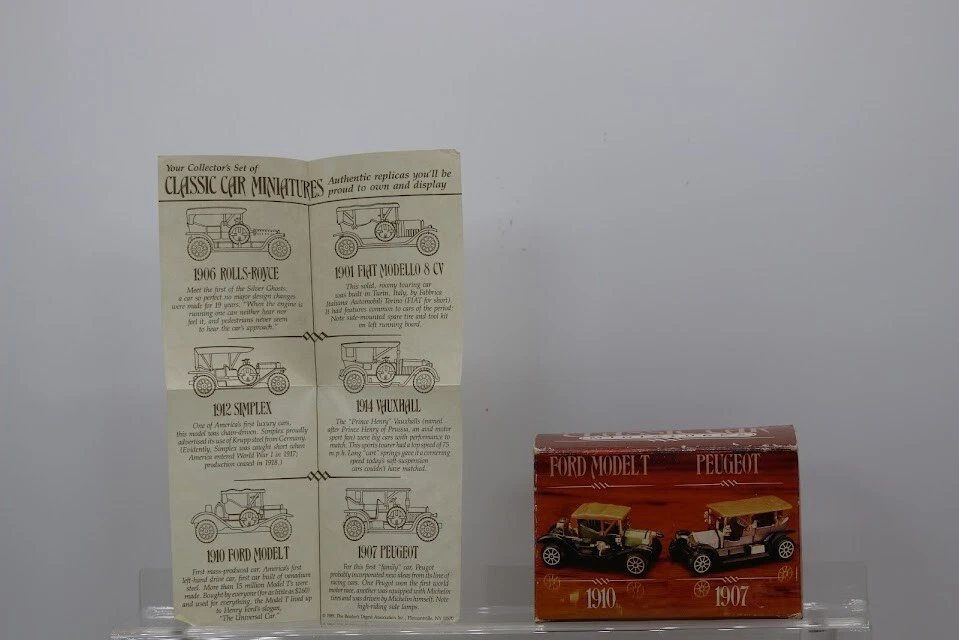 Your Collector's Set of
CLASSIC CAR MINIATURES
Authentic replicas you'll be
proud to own and display
1906 ROLLS-ROYCE
Meet the first of the Silver Ghosts,
a car so perfect no major design changes
were made for 19 years. "When the engine is
running one can neither hear nor
feel it, and pedestrians never seem
to hear the car's approach."
1901 FIAT MODELLO 8 CV
This solid, roomy touring car
was built in Turin, Italy, by Fabbrica
Italiana Automobili Torino (FIAT for short).
It had features common to cars of the period:
Note side-mounted spare tire and tool kit
on left running board.
1912 SIMPLEX
One of America's first luxury cars,
this model was chain-driven. Simplex proudly
advertised its use of Krupp steel from Germany.
(Evidently, Simplex was caught short when
America entered World War I in 1917;
production ceased in 1918.)
1914 VAUXHALL
The "Prince Henry" Vauxhalls (named
after Prince Henry of Prussia, an avid motor
sport fan) were big cars with performance to
match. This sports tourer had a top speed of 75
m.p.h. Long "cart" springs gave it a cornering
speed today's soft-suspension
cars couldn't have matched.
1910 FORD MODEL T
First mass-produced car, America's first
left-hand drive car, first car built of vanadium
steel. More than 15 million Model T's were
made. Bought by everyone (for as little as $260)
and used for everything, the Model T lived up
to Henry Ford's slogan,
"The Universal Car."
1907 PEUGEOT
For this first "family" car, Peugeot
probably incorporated new ideas from its line of
racing cars. One Peugeot won the first world
motor race, another was equipped with Michelin
tires and was driven by Michelin himself. Note
high-riding side lamps.
The Reader's Digest Association Inc., Pleasantville, NY
CLASSIC CAR
FORD MODEL T
PEUGEOT
1910
1907